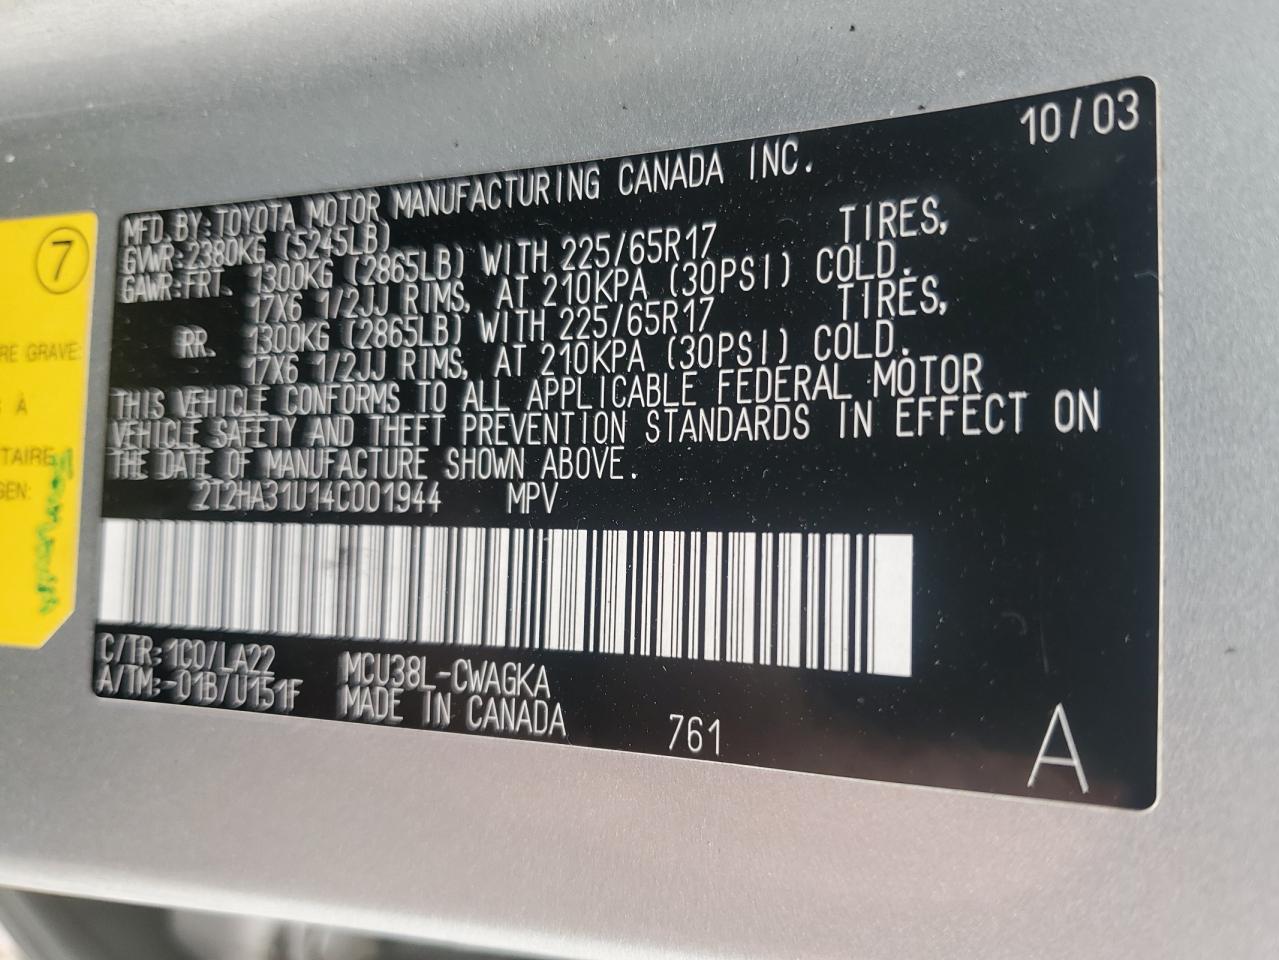 10/03
MFD. BY: TOYOTA MOTOR MANUFACTURING CANADA INC.
GVWR: 2380KG (5245LB)
GAWR: FRT. 1300KG (2865LB) WITH 225/65R17 TIRES,
17X6 1/2JJ RIMS, AT 210KPA (30PSI) COLD.
RR. 1300KG (2865LB) WITH 225/65R17 TIRES,
17X6 1/2JJ RIMS, AT 210KPA (30PSI) COLD.
THIS VEHICLE CONFORMS TO ALL APPLICABLE FEDERAL MOTOR
VEHICLE SAFETY AND THEFT PREVENTION STANDARDS IN EFFECT ON
THE DATE OF MANUFACTURE SHOWN ABOVE.
2T2HA31U14C001944 MPV
C/TR: 1C0/LA22 MCU38L-CWAGKA
A/TM: -01B/U151F MADE IN CANADA
761
A
7
RE GRAVE
À
TAIRE
GEN: